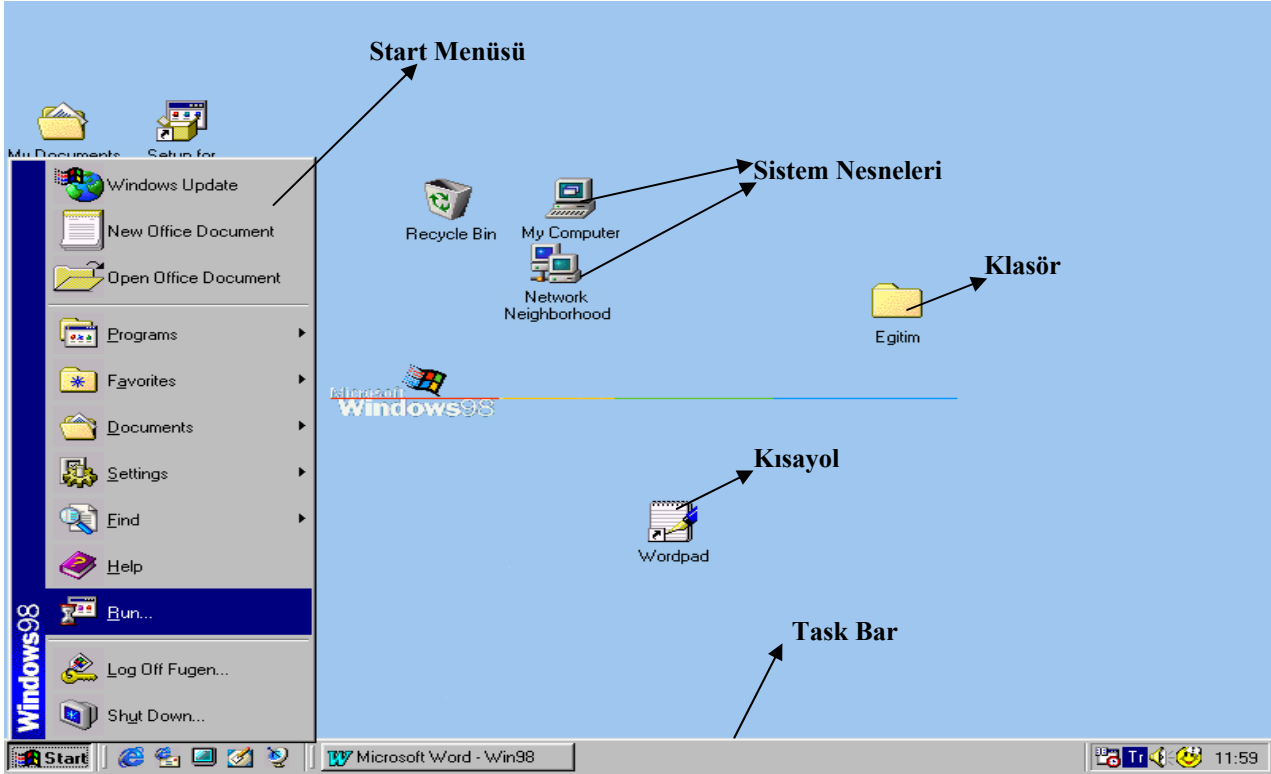 Start Menüsü
My Documents
Setup for
Windows Update
New Office Document
Open Office Document
Programs
Favorites
Documents
Settings
Find
Help
Run...
Log Off Fugen...
Shut Down...
Windows98
Recycle Bin
My Computer
Network
Neighborhood
Sistem Nesneleri
Klasör
Egitim
Microsoft
Windows98
Kısayol
Wordpad
Task Bar
Start
Microsoft Word - Win98
Tr
11:59